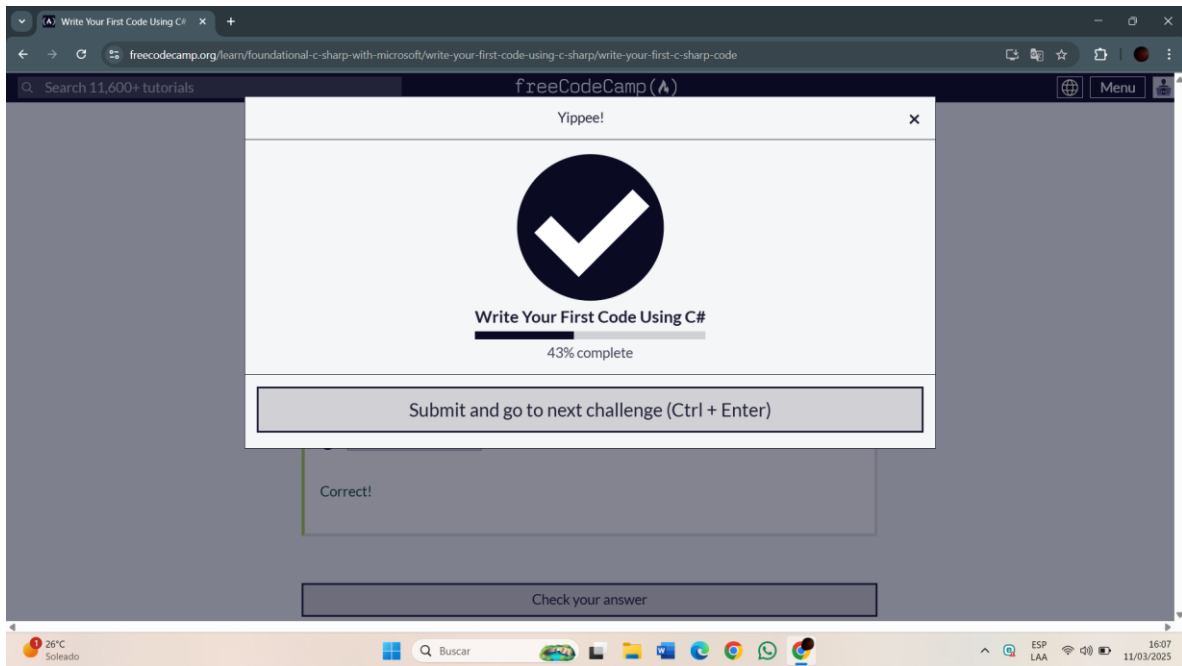 Write Your First Code Using C#
freecodecamp.org/learn/foundational-c-sharp-with-microsoft/write-your-first-code-using-c-sharp/write-your-first-c-sharp-code
Search 11,600+ tutorials
freeCodeCamp
Menu
Yippee!
Write Your First Code Using C#
43% complete
Submit and go to next challenge (Ctrl + Enter)
Correct!
Check your answer
1
26°C
Soleado
Buscar
ESP
LAA
16:07
11/03/2025